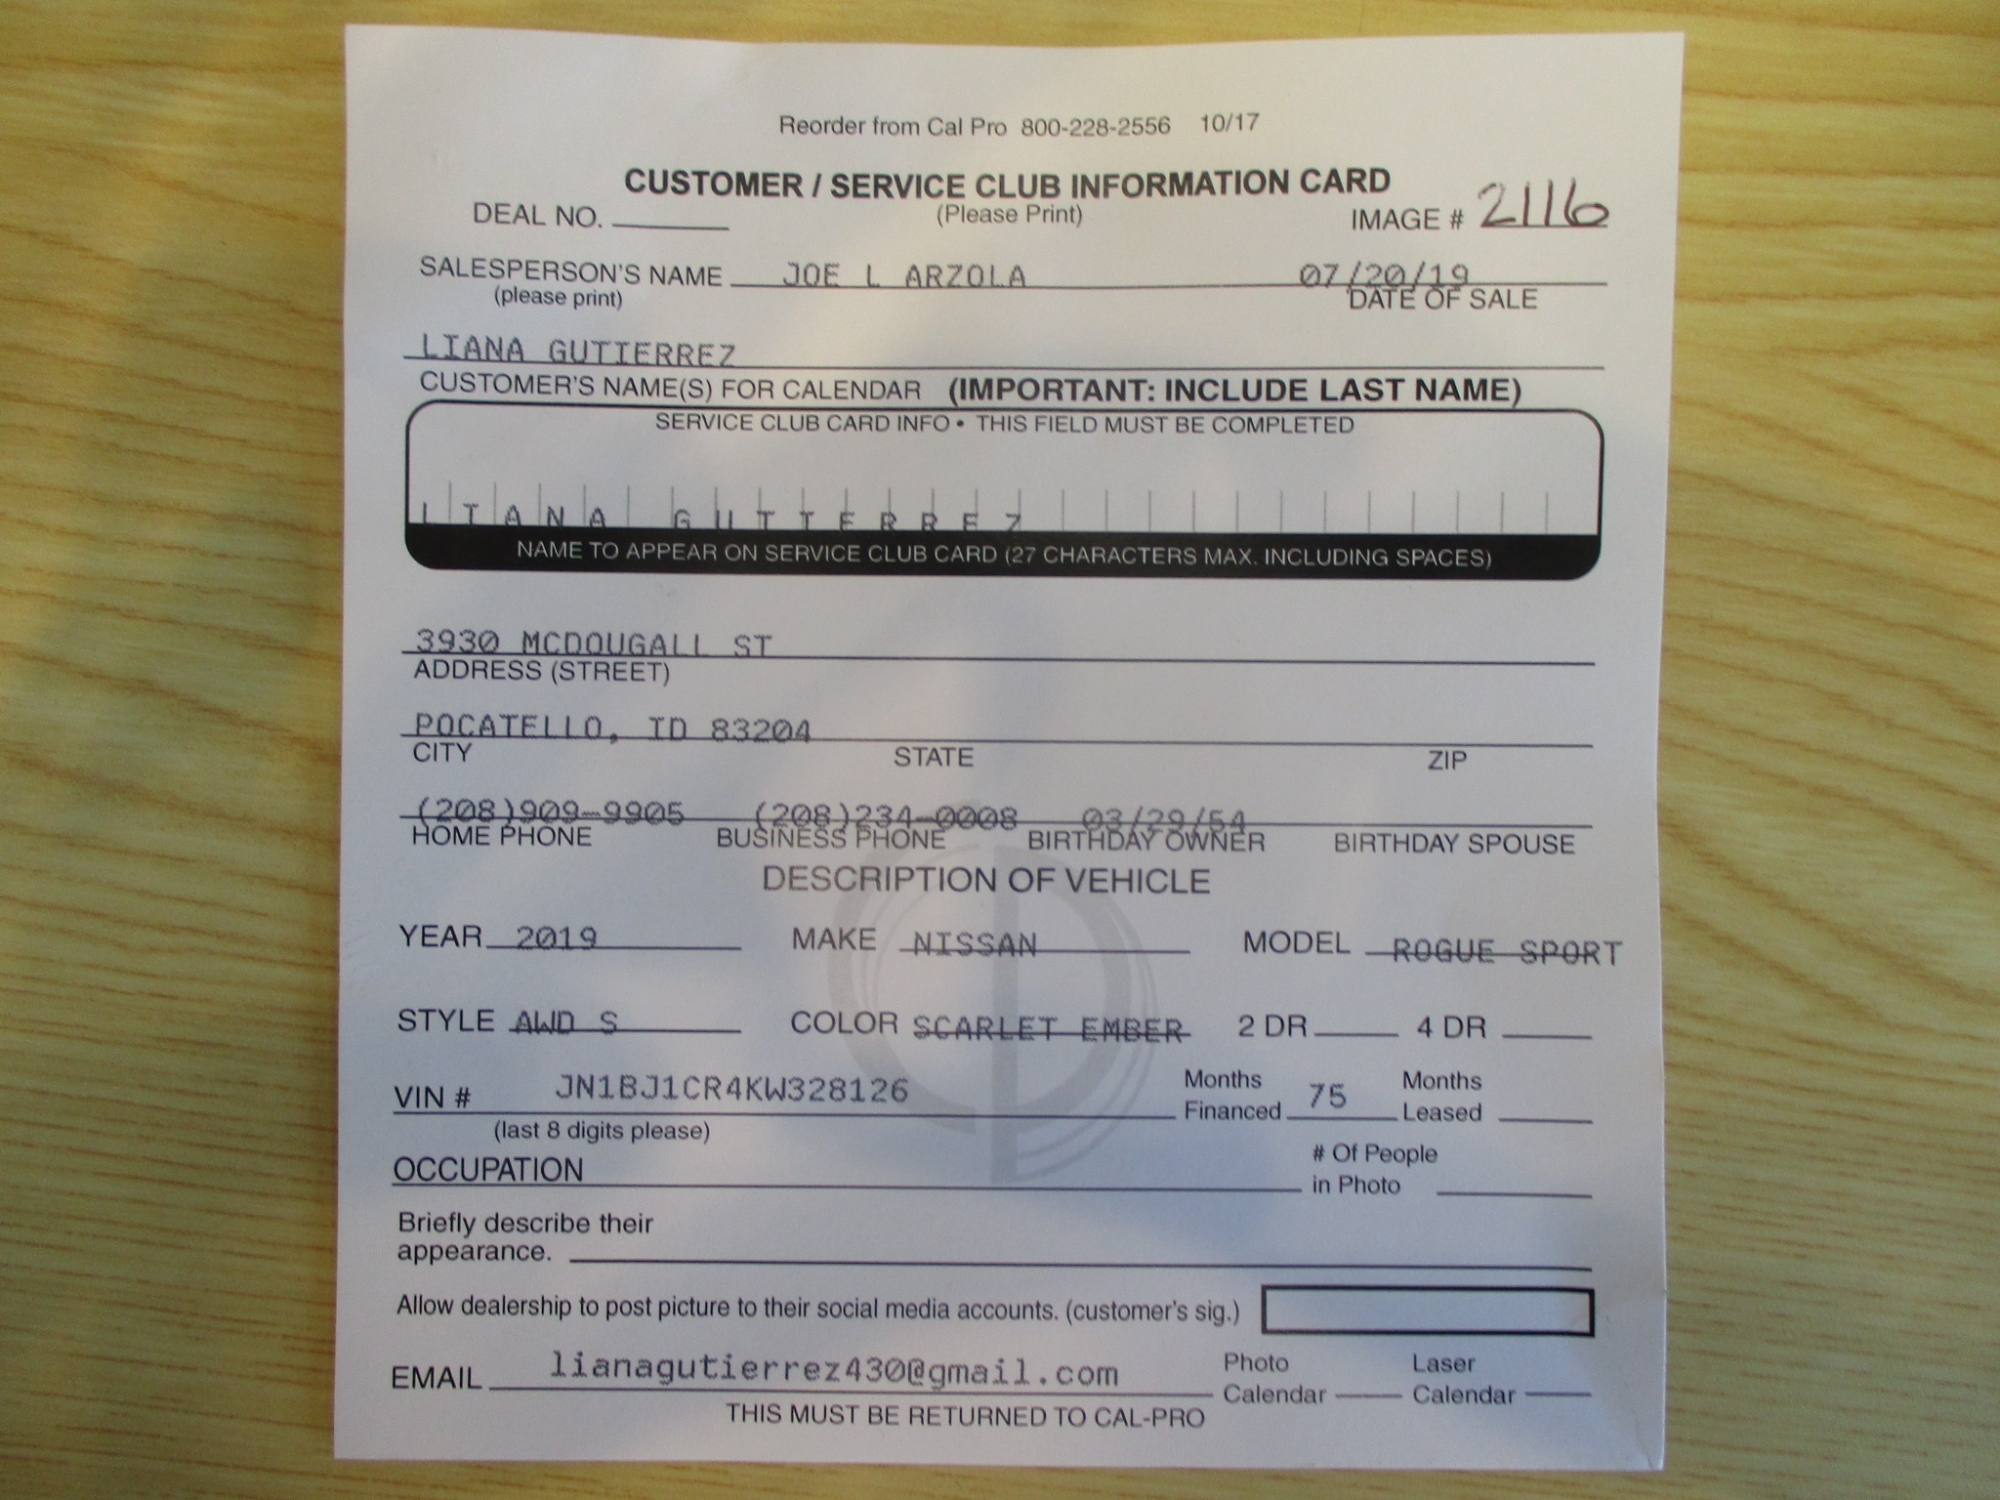 Reorder from Cal Pro 800-228-2556 10/17
CUSTOMER / SERVICE CLUB INFORMATION CARD
DEAL NO. (Please Print) IMAGE # 2116
SALESPERSON'S NAME JOE L ARZOLA 07/20/19
(please print) DATE OF SALE
LIANA GUTIERREZ
CUSTOMER'S NAME(S) FOR CALENDAR (IMPORTANT: INCLUDE LAST NAME)
SERVICE CLUB CARD INFO • THIS FIELD MUST BE COMPLETED
L I A N A G U T I E R R E Z
NAME TO APPEAR ON SERVICE CLUB CARD (27 CHARACTERS MAX. INCLUDING SPACES)
3930 MCDOUGALL ST
ADDRESS (STREET)
POCATELLO, ID 83204
CITY STATE ZIP
(208)909-9905 (208)234-0008 03/29/54
HOME PHONE BUSINESS PHONE BIRTHDAY OWNER BIRTHDAY SPOUSE
DESCRIPTION OF VEHICLE
YEAR 2019 MAKE NISSAN MODEL ROGUE SPORT
STYLE AWD S COLOR SCARLET EMBER 2 DR 4 DR
VIN # JN1BJ1CR4KW328126 Months Financed 75 Months Leased
(last 8 digits please)
OCCUPATION # Of People in Photo
Briefly describe their
appearance.
Allow dealership to post picture to their social media accounts. (customer's sig.)
EMAIL lianagutierrez430@gmail.com Photo Calendar Laser Calendar
THIS MUST BE RETURNED TO CAL-PRO